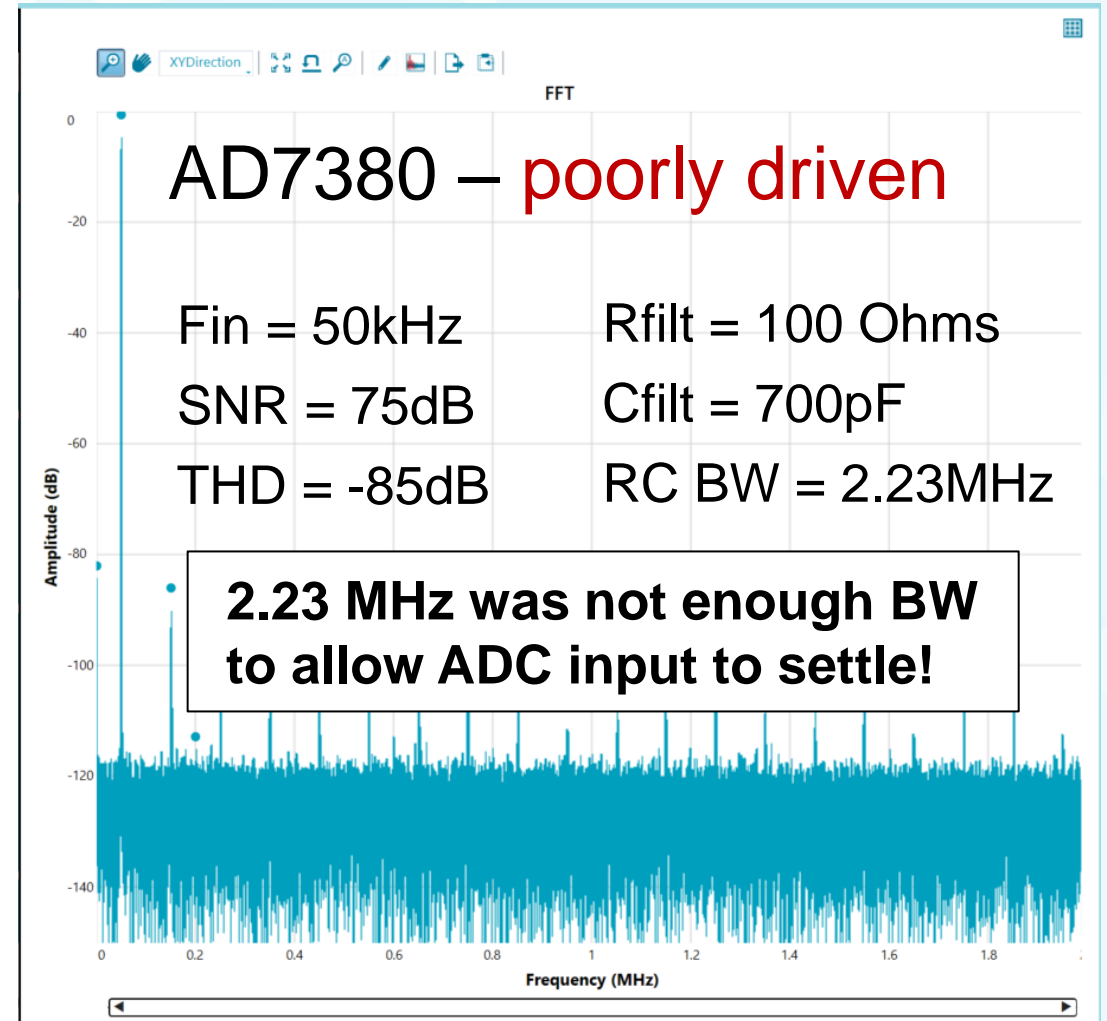 XYDirection
FFT
AD7380 – poorly driven
Fin = 50kHz
Rfilt = 100 Ohms
SNR = 75dB
Cfilt = 700pF
THD = -85dB
RC BW = 2.23MHz
2.23 MHz was not enough BW
to allow ADC input to settle!
Amplitude (dB)
0
-20
-40
-60
-80
-100
-120
-140
0 0.2 0.4 0.6 0.8 1 1.2 1.4 1.6 1.8
Frequency (MHz)